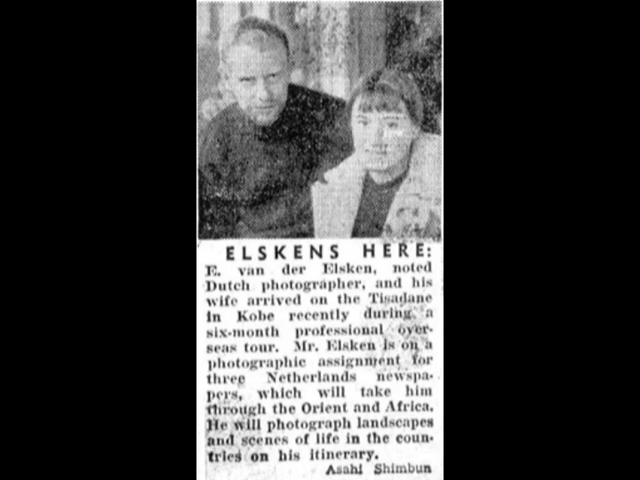 ELSKENS HERE:
E. van der Elsken, noted
Dutch photographer, and his
wife arrived on the Tisadane
in Kobe recently during a
six-month professional over-
seas tour. Mr. Elsken is on a
photographic assignment for
three Netherlands newspa-
pers, which will take him
through the Orient and Africa.
He will photograph landscapes
and scenes of life in the coun-
tries on his itinerary.
Asahi Shimbun